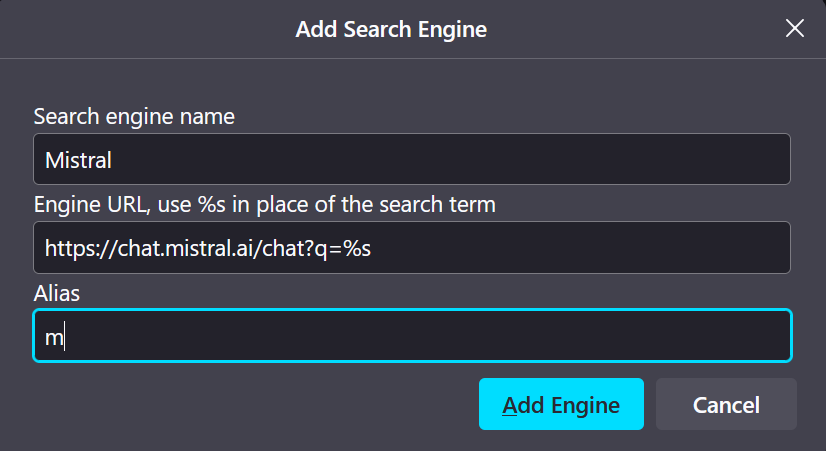 Add Search Engine
Search engine name
Mistral
Engine URL, use %s in place of the search term
https://chat.mistral.ai/chat?q=%s
Alias
m
Add Engine
Cancel